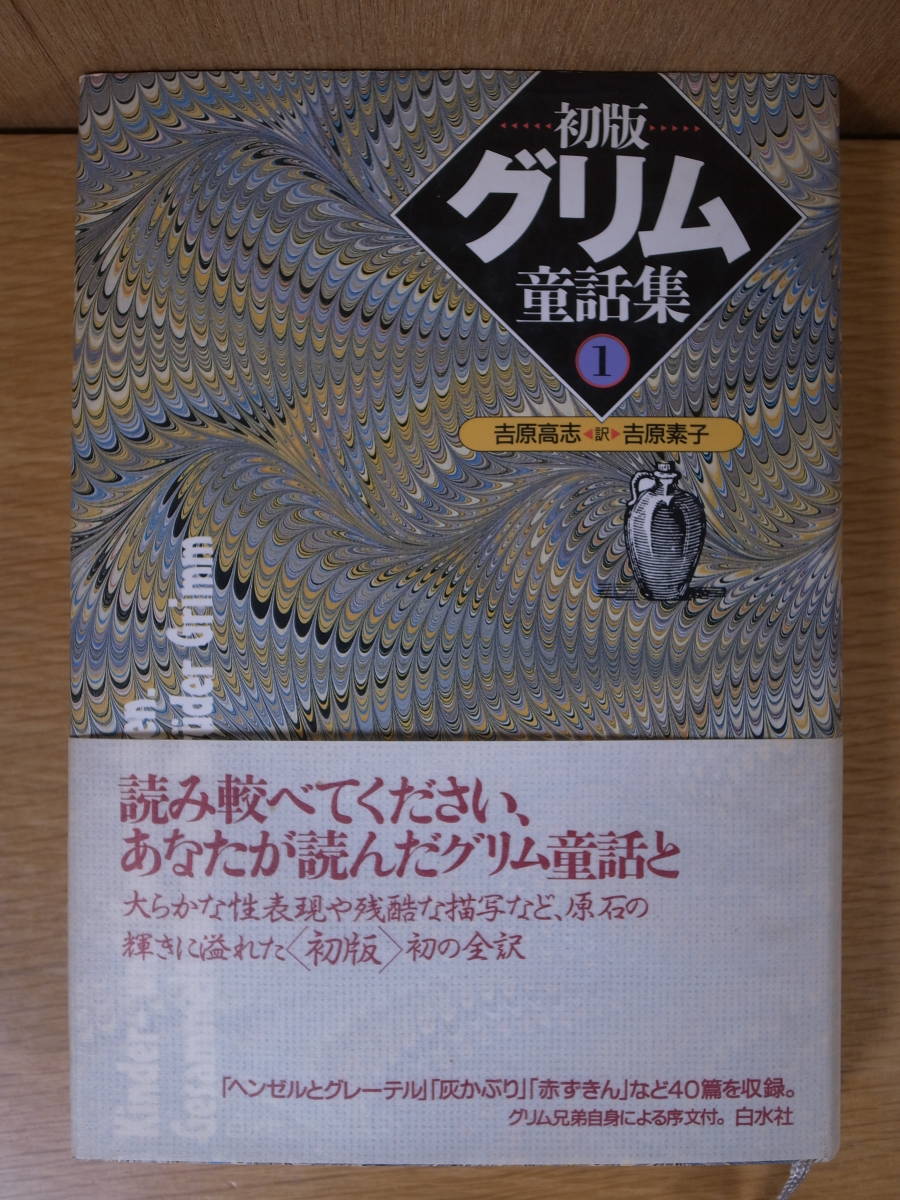 初版
グリム
童話集
1
吉原高志◀訳▶吉原素子
en.
üder Grimm
読み較べてください、
あなたが読んだグリム童話と
大らかな性表現や残酷な描写など、原石の
輝きに溢れた〈初版〉初の全訳
Kinder
「ヘンゼルとグレーテル」「灰かぶり」「赤ずきん」など40篇を収録。
グリム兄弟自身による序文付。 白水社